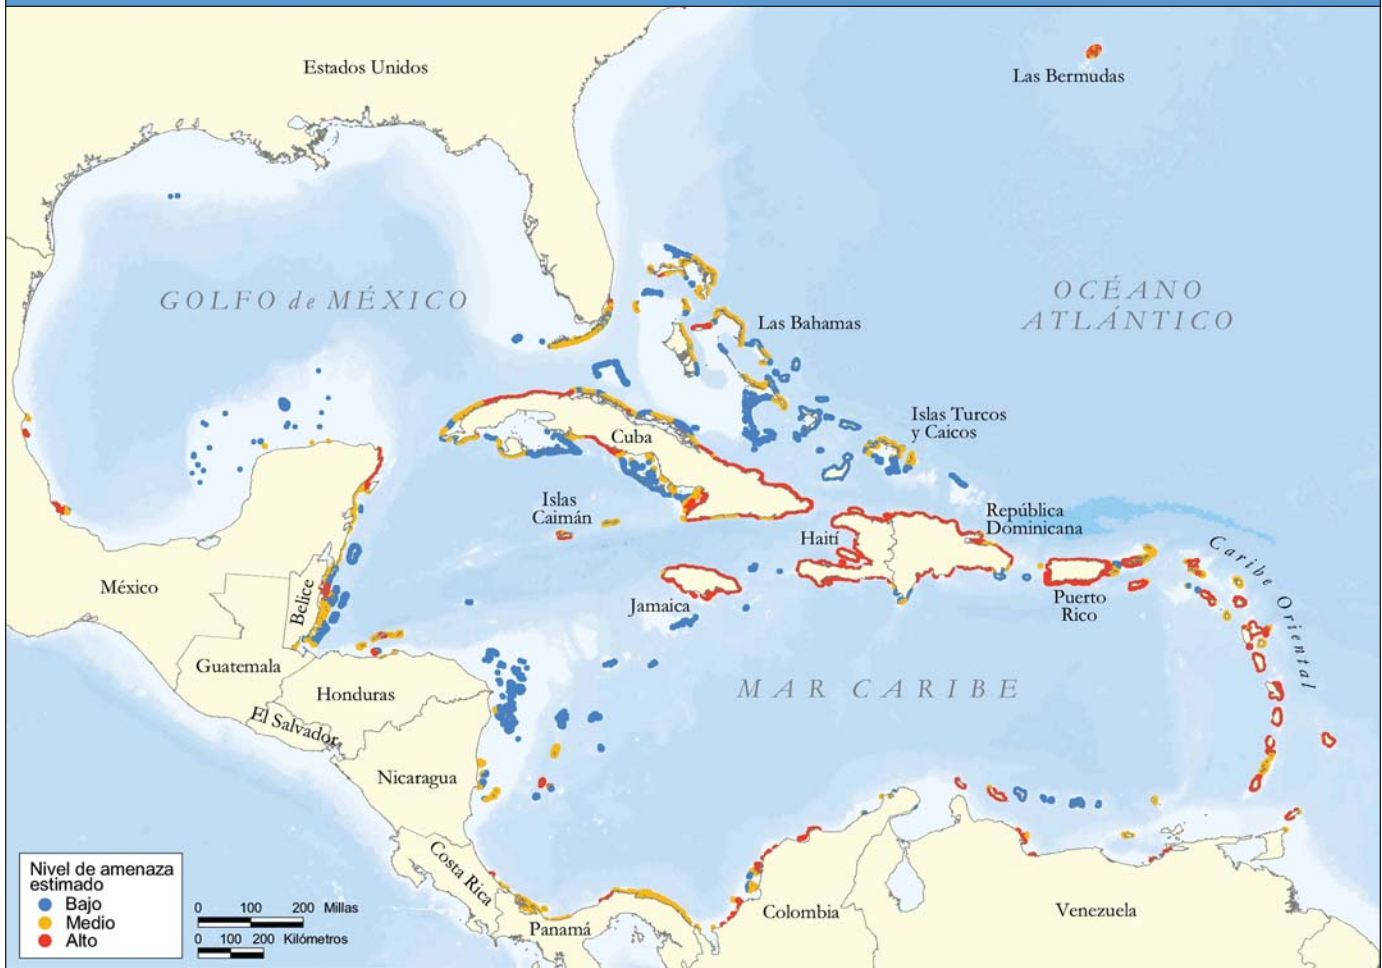 Estados Unidos
Las Bermudas
GOLFO de MÉXICO
OCÉANO
ATLÁNTICO
Las Bahamas
Islas Turcos
y Caicos
Cuba
Islas
Caimán
República
Dominicana
Haití
Caribe Oriental
México
Belice
Jamaica
Puerto
Rico
Guatemala
Honduras
MAR CARIBE
El Salvador
Nicaragua
Costa Rica
Panamá
Colombia
Venezuela
Nivel de amenaza
estimado
Bajo
Medio
Alto
0 100 200 Millas
0 100 200 Kilómetros